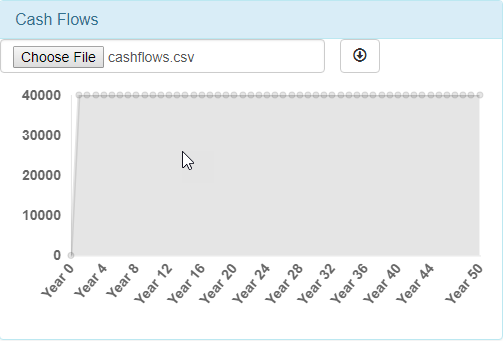 Cash Flows
Choose File cashflows.csv
40000
30000
20000
10000
0
Year 0 Year 4 Year 8 Year 12 Year 16 Year 20 Year 24 Year 28 Year 32 Year 36 Year 40 Year 44 Year 50